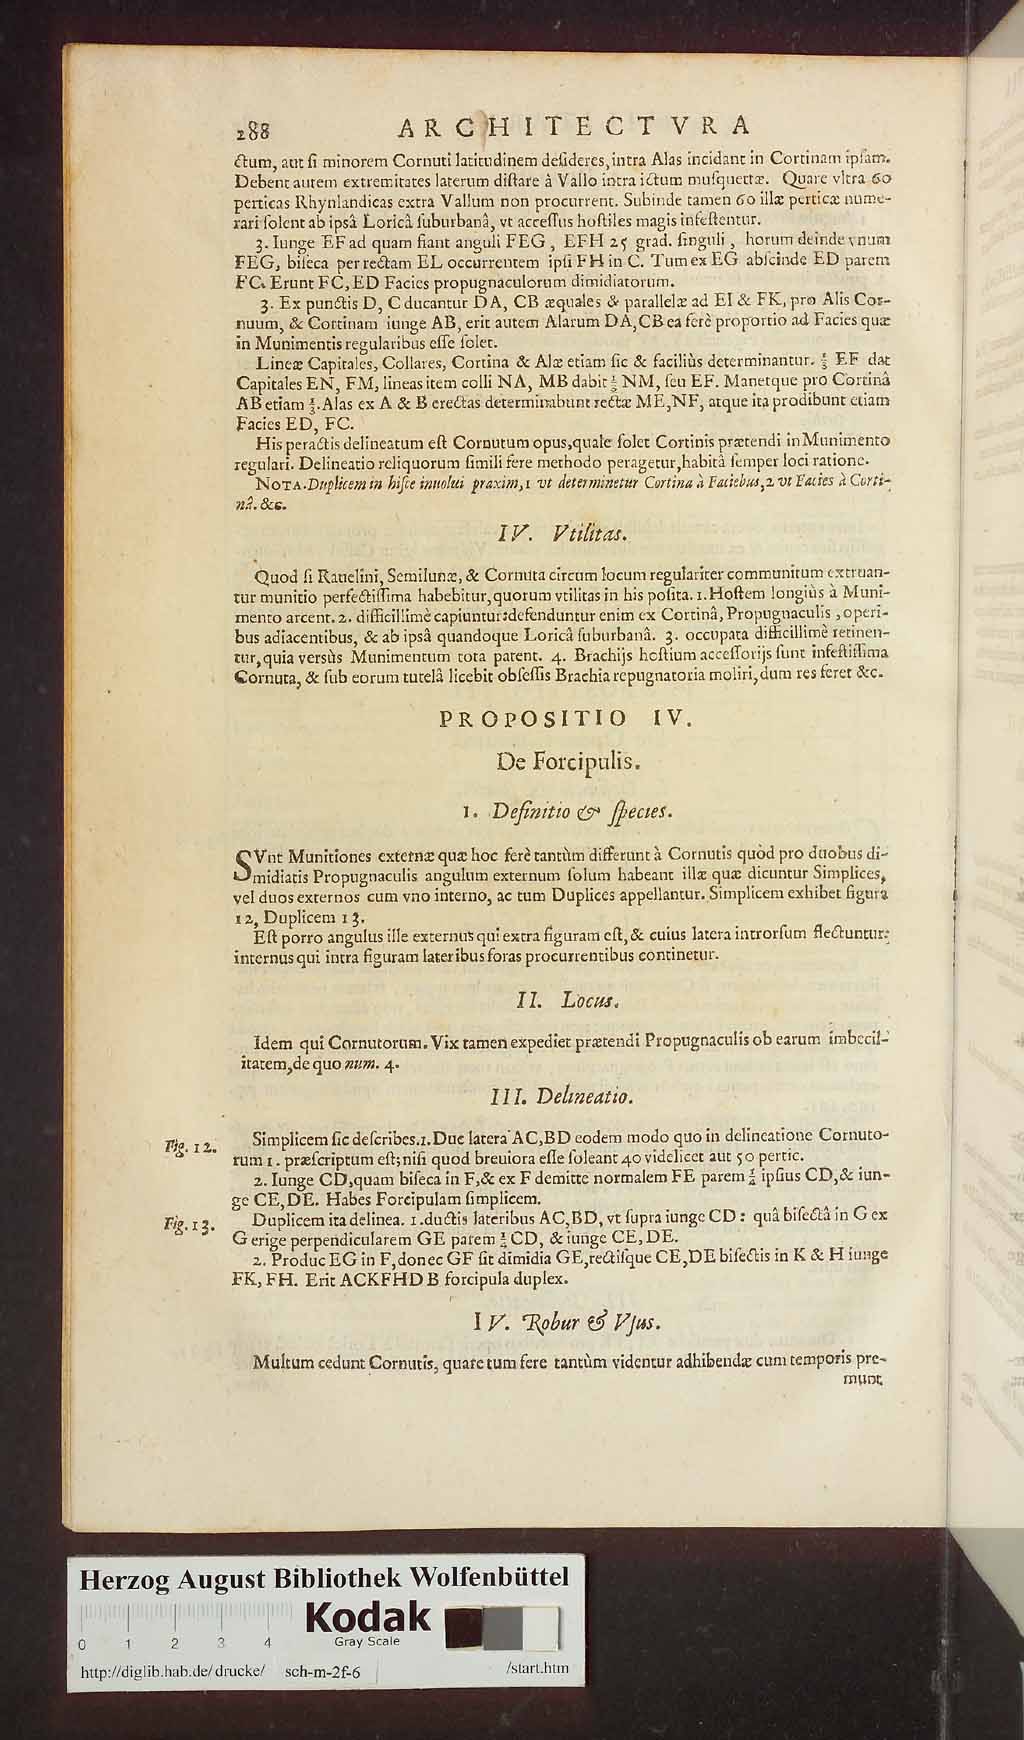 288 ARCHITECTVRA
ctum, aut ſi minorem Cornuti latitudinem deſideres, intra Alas incidant in Cortinam ipſam.
Debent autem extremitates laterum diſtare à Vallo intra ictum muſquettæ. Quare vltra 60
perticas Rhynlandicas extra Vallum non procurrent. Subinde tamen 60 illæ perticæ nume-
rari ſolent ab ipsâ Loricâ ſuburbanâ, vt acceſſus hoſtiles magis infeſtentur.
3. Iunge EF ad quam fiant anguli FEG, EFH 25 grad. ſinguli, horum deinde vnum
FEG, biſeca per rectam EL occurrentem ipſi FH in C. Tum ex EG abſcinde ED parem
FC. Erunt FC, ED Facies propugnaculorum dimidiatorum.
3. Ex punctis D, C ducantur DA, CB æquales & parallelæ ad EI & FK, pro Alis Cor-
nuum, & Cortinam iunge AB, erit autem Alarum DA, CB ea ferè proportio ad Facies quæ
in Munimentis regularibus eſſe ſolet.
Lineæ Capitales, Collares, Cortina & Alæ etiam ſic & faciliùs determinantur. EF dat
Capitales EN, FM, lineas item colli NA, MB dabit NM, ſeu EF. Manetque pro Cortinâ
AB etiam . Alas ex A & B erectas determinabunt rectæ ME, NF, atque ita prodibunt etiam
Facies ED, FC.
His peractis delineatum eſt Cornutum opus, quale ſolet Cortinis prætendi in Munimento
regulari. Delineatio reliquorum ſimili fere methodo peragetur, habitâ ſemper loci ratione.
NOTA. Duplicem in hiſce inuolui praxim, 1 vt determinetur Cortina à Faciebus, 2 vt Facies à Corti-
nâ. &c.
IV. Vtilitas.
Quod ſi Rauelini, Semilunæ, & Cornuta circum locum regulariter communitum extruan-
tur munitio perfectiſſima habebitur, quorum vtilitas in his poſita. 1. Hoſtem longiùs à Muni-
mento arcent. 2. difficillimè capiuntur: defenduntur enim ex Cortinâ, Propugnaculis, operi-
bus adiacentibus, & ab ipsâ quandoque Loricâ ſuburbanâ. 3. occupata difficillimè retinen-
tur, quia versùs Munimentum tota patent. 4. Brachijs hoſtium acceſſorijs ſunt infeſtiſſima
Cornuta, & ſub eorum tutelâ licebit obſeſſis Brachia repugnatoria moliri, dum res feret &c.
PROPOSITIO IV.
De Forcipulis.
I. Definitio & ſpecies.
SVnt Munitiones externæ quæ hoc ferè tantùm differunt à Cornutis quòd pro duobus di-
midiatis Propugnaculis angulum externum ſolum habeant illæ quæ dicuntur Simplices,
vel duos externos cum vno interno, ac tum Duplices appellantur. Simplicem exhibet figura
12, Duplicem 13.
Eſt porro angulus ille externus qui extra figuram eſt, & cuius latera introrſum flectuntur:
internus qui intra figuram lateribus foras procurrentibus continetur.
II. Locus.
Idem qui Cornutorum. Vix tamen expediet prætendi Propugnaculis ob earum imbecil-
itatem, de quo num. 4.
III. Delineatio.
Fig. 12. Simplicem ſic deſcribes. 1. Duc latera AC, BD eodem modo quo in delineatione Cornuto-
rum 1. præſcriptum eſt; niſi quod breuiora eſſe ſoleant 40 videlicet aut 50 pertic.
2. Iunge CD, quam biſeca in F, & ex F demitte normalem FE parem ½ ipſius CD, & iun-
ge CE, DE. Habes Forcipulam ſimplicem.
Fig. 13. Duplicem ita delinea. 1. ductis lateribus AC, BD, vt ſupra iunge CD: quâ biſectâ in G ex
G erige perpendicularem GE parem CD, & iunge CE, DE.
2. Produc EG in F, donec GF ſit dimidia GE, rectiſque CE, DE biſectis in K & H iunge
FK, FH. Erit ACKFHDB forcipula duplex.
IV. Robur & Vſus.
Multum cedunt Cornutis, quare tum fere tantùm videntur adhibendæ cum temporis pre-
munt
Herzog August Bibliothek Wolfenbüttel
Kodak
Gray Scale
0 1 2 3 4
http://diglib.hab.de/drucke/ sch-m-2f-6 /start.htm